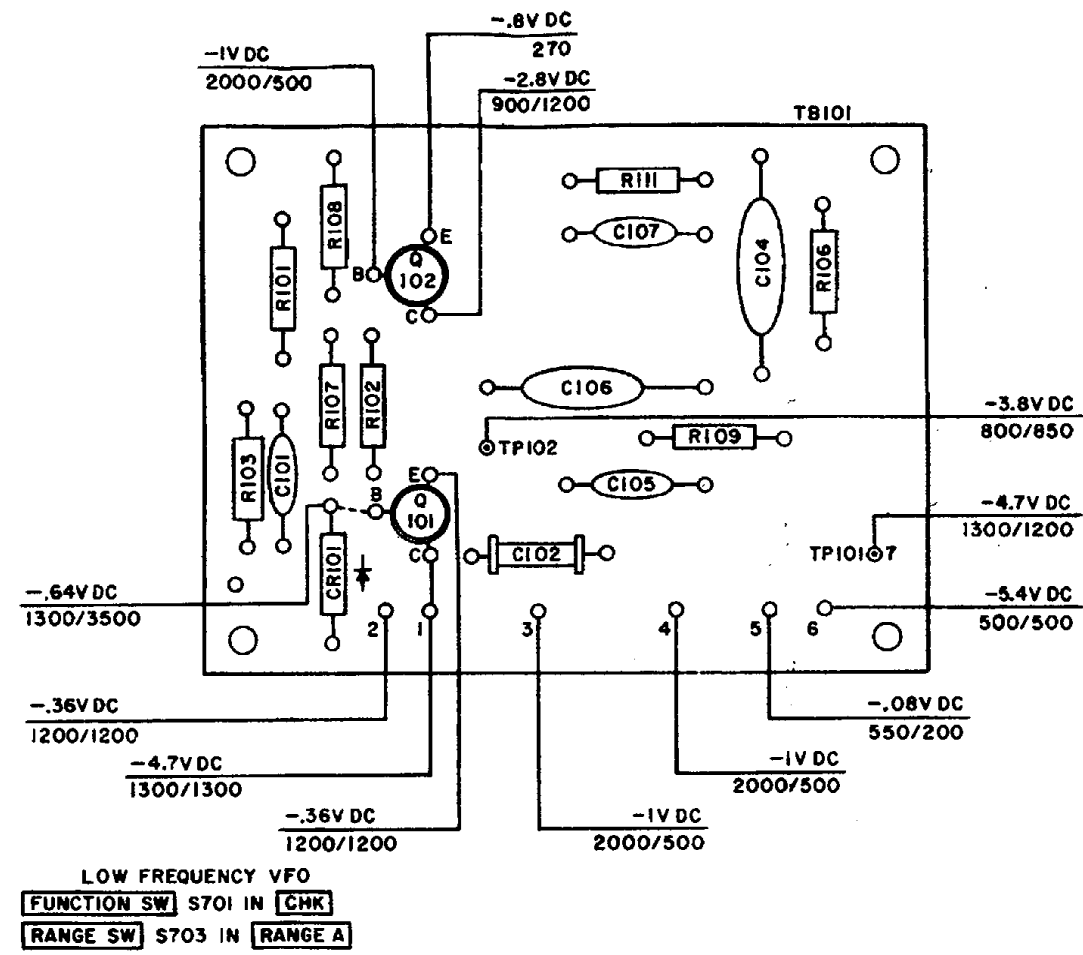 -.8V DC
270
-1V DC
2000/500
-2.8V DC
900/1200
TB101
R111
R108
C107
E
Q
102
B
C
R101
C104
R106
R107
R102
C106
-3.8V DC
800/850
R109
TP102
R103
C101
E
B
Q
101
C
C105
-4.7V DC
1300/1200
C102
TP101 7
CR101
-.64V DC
1300/3500
-5.4V DC
500/500
2
1
3
4
5
6
-.36V DC
1200/1200
-.08V DC
550/200
-4.7V DC
1300/1300
-1V DC
2000/500
-.36V DC
1200/1200
-1V DC
2000/500
LOW FREQUENCY VFO
FUNCTION SW S701 IN CHK
RANGE SW S703 IN RANGE A